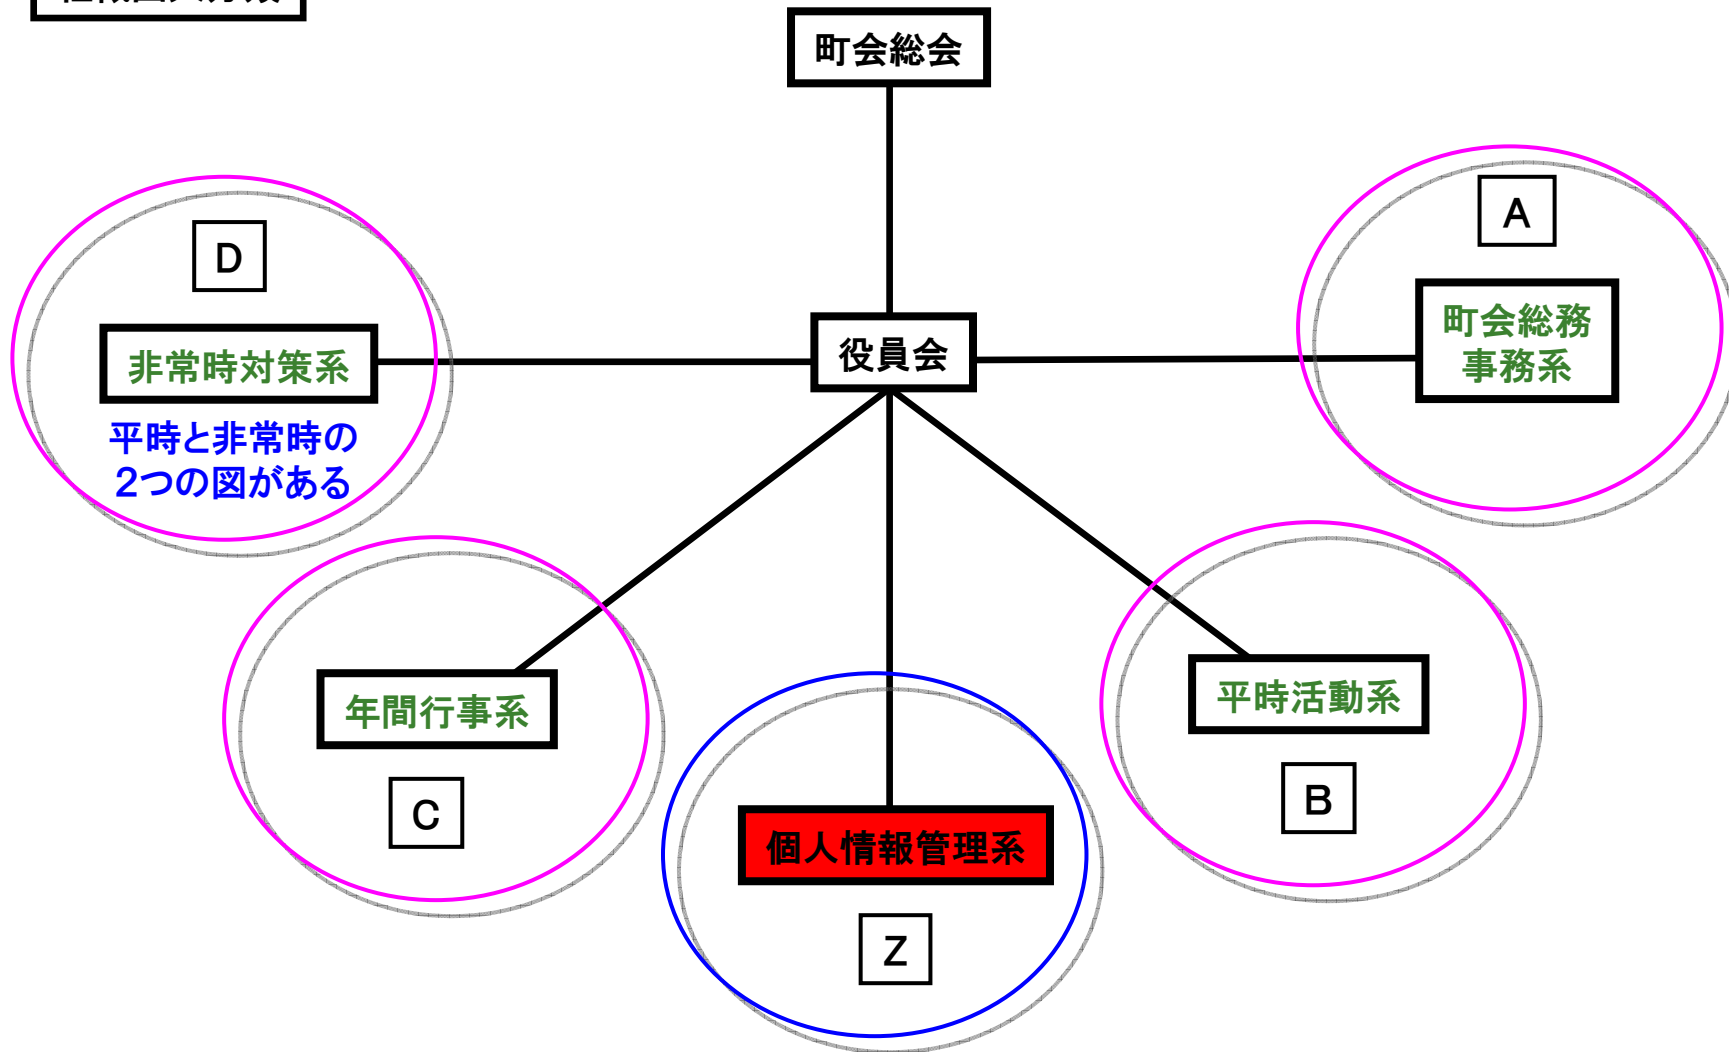 町会総会
A
D
町会総務
事務系
役員会
非常時対策系
平時と非常時の
2つの図がある
平時活動系
年間行事系
B
C
個人情報管理系
Z